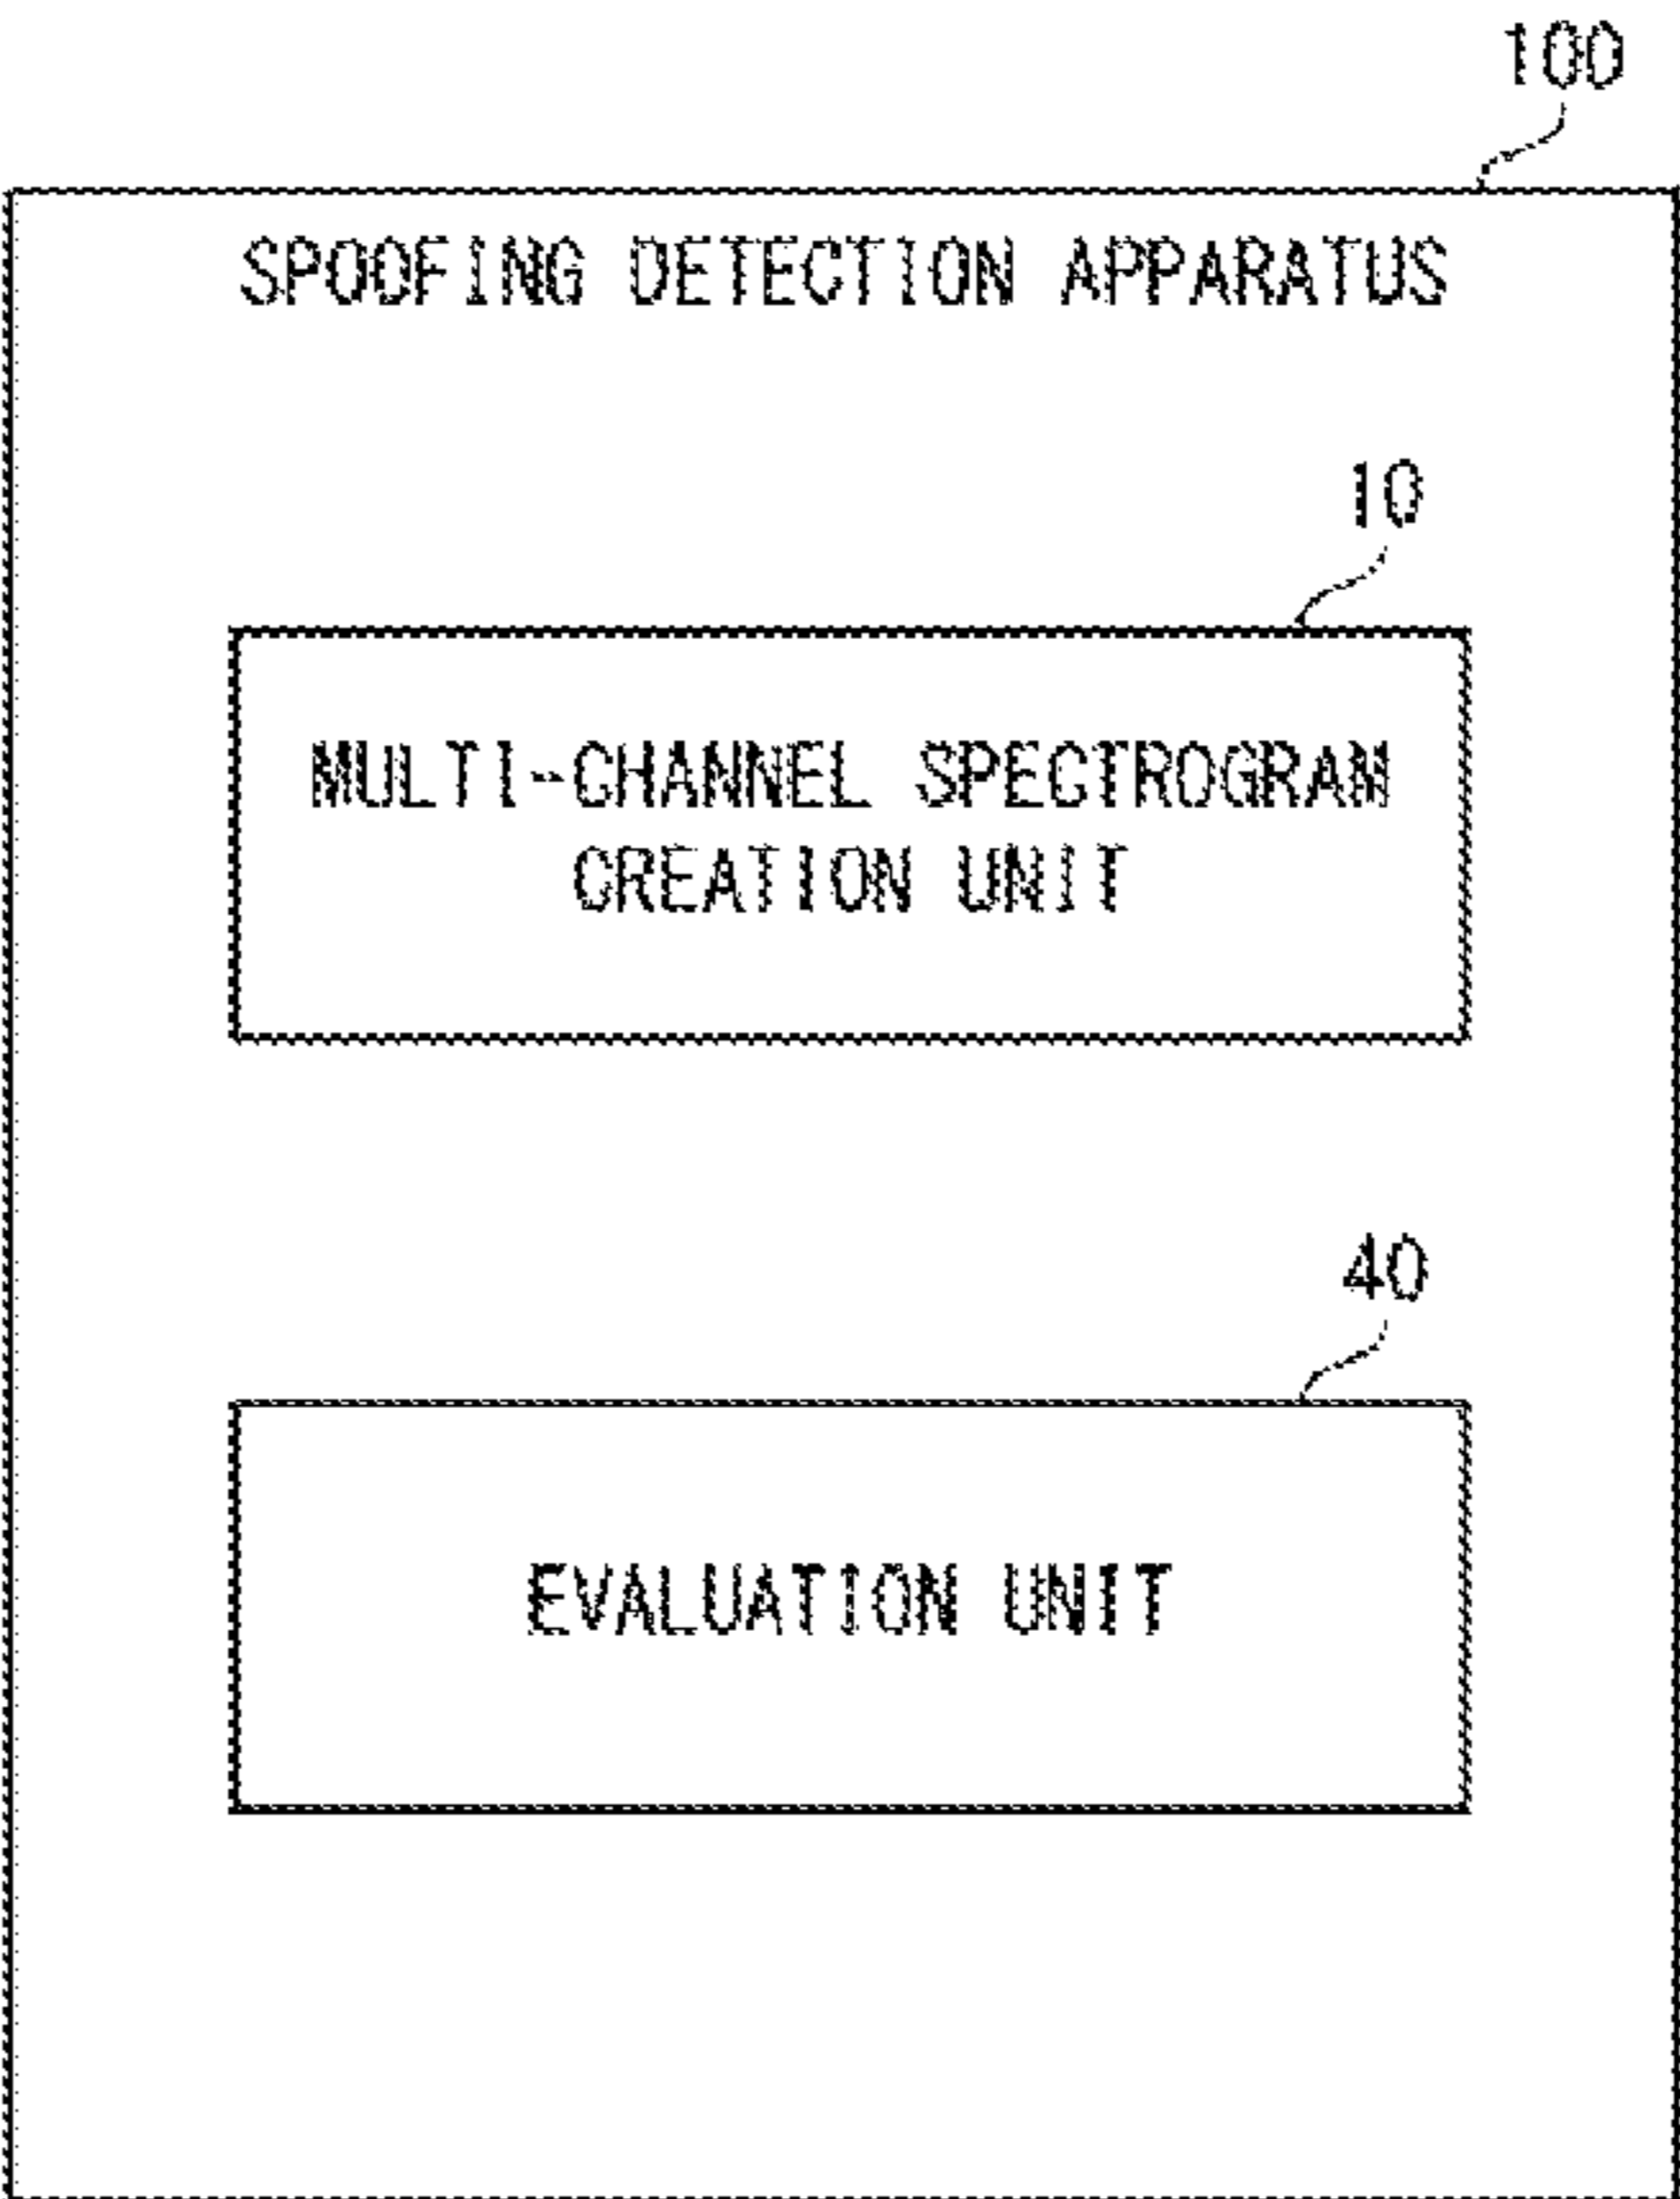 100
SPOOFING DETECTION APPARATUS
10
MULTI-CHANNEL SPECTROGRAM
CREATION UNIT
40
EVALUATION UNIT